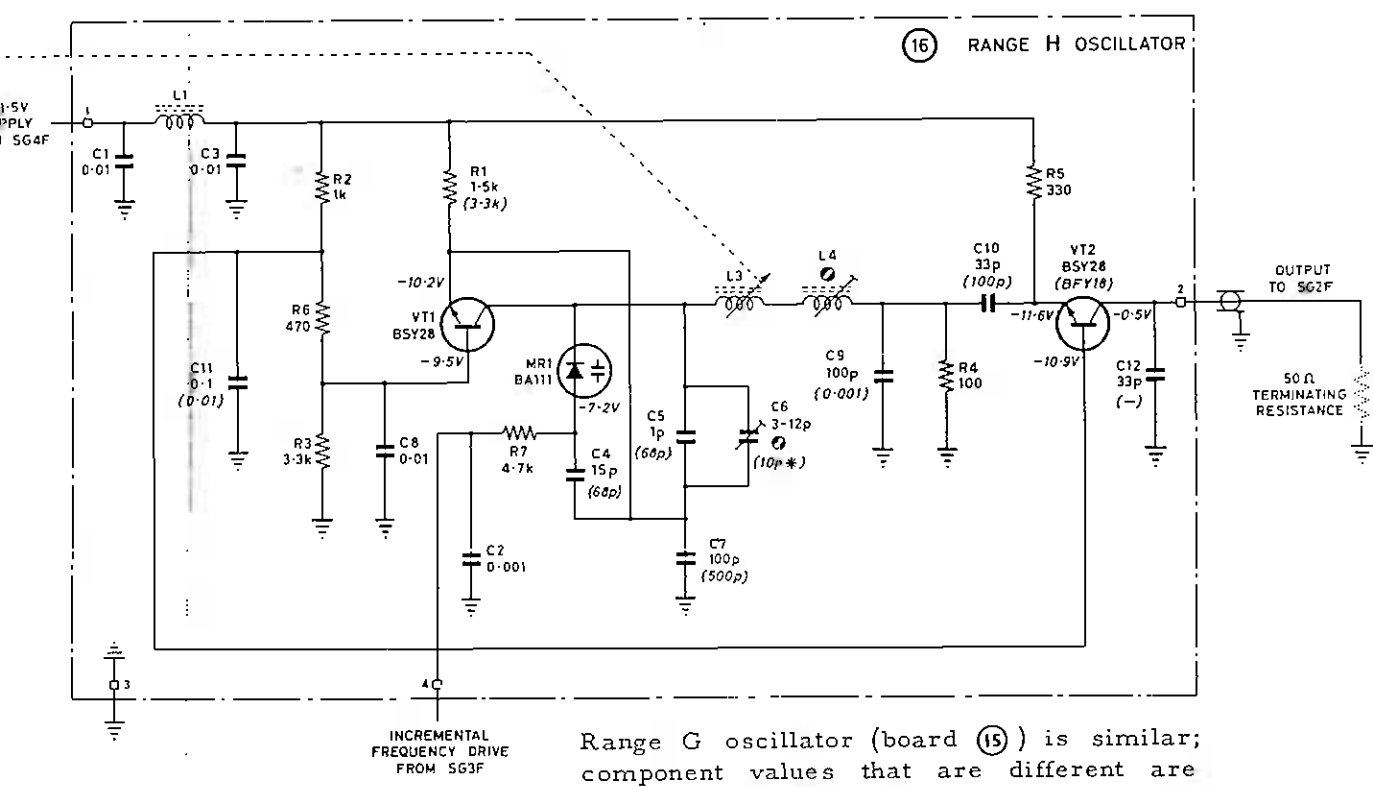 16 RANGE H OSCILLATOR
1·5V
PPLY
SG4F
1
L1
C1
0·01
C3
0·01
R2
1k
R1
1·5k
(3·3k)
R5
330
L3
L4
C10
33p
(100p)
VT2
BSY28
(BFY18)
2
OUTPUT
TO SG2F
-10·2V
VT1
BSY28
-9·5V
-11·6V
-0·5V
-10·9V
R6
470
C11
0·1
(0·01)
MR1
BA111
-7·2V
C9
100p
(0·001)
R4
100
C12
33p
(—)
50Ω
TERMINATING
RESISTANCE
R3
3·3k
C8
0·01
R7
4·7k
C4
15p
(68p)
C5
1p
(68p)
C6
3-12p
(10p*)
C2
0·001
C7
100p
(500p)
3
4
INCREMENTAL
FREQUENCY DRIVE
FROM SG3F
Range G oscillator (board 15) is similar;
component values that are different are